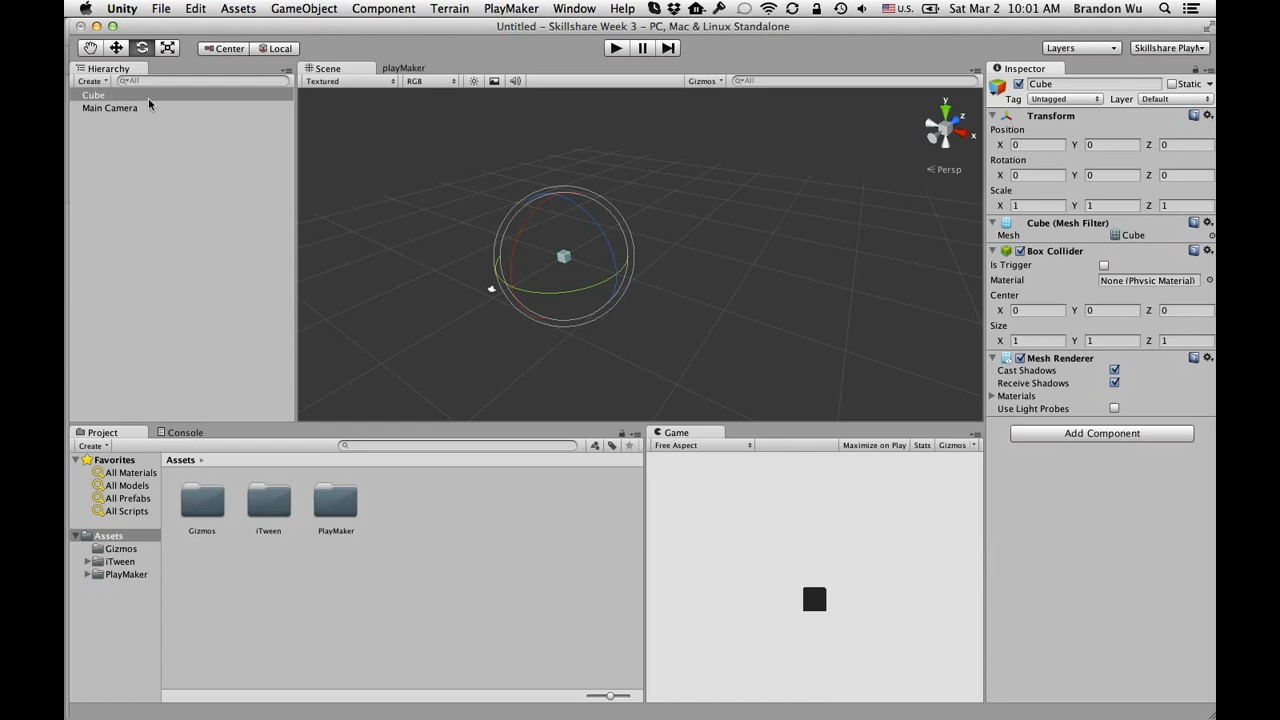 Unity File Edit Assets GameObject Component Terrain PlayMaker Window Help U.S. Sat Mar 2 10:01 AM Brandon Wu
Untitled - Skillshare Week 3 - PC, Mac & Linux Standalone
Center Local Layers Skillshare PlayM
Hierarchy
Create All
Cube
Main Camera
Scene playMaker
Textured RGB Gizmos All
y
z
x
Persp
Inspector
Cube Static
Tag Untagged Layer Default
Transform
Position
X 0 Y 0 Z 0
Rotation
X 0 Y 0 Z 0
Scale
X 1 Y 1 Z 1
Cube (Mesh Filter)
Mesh Cube
Box Collider
Is Trigger
Material None (Physic Material)
Center
X 0 Y 0 Z 0
Size
X 1 Y 1 Z 1
Mesh Renderer
Cast Shadows
Receive Shadows
Materials
Use Light Probes
Add Component
Project Console
Create
Favorites
All Materials
All Models
All Prefabs
All Scripts
Assets
Gizmos
iTween
PlayMaker
Assets
Gizmos iTween PlayMaker
Game
Free Aspect Maximize on Play Stats Gizmos